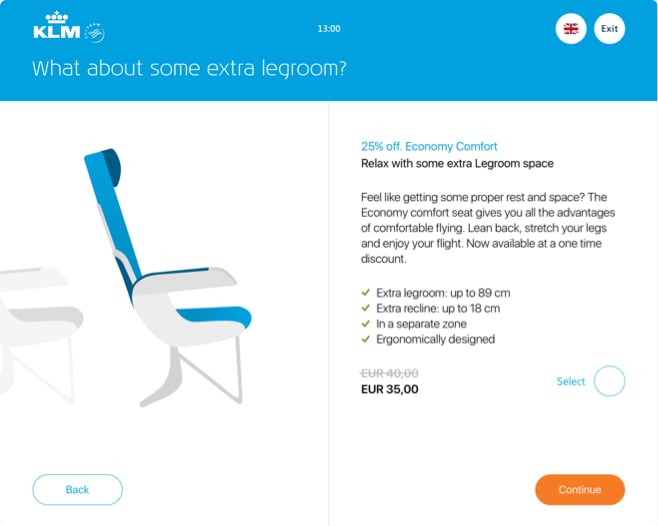 KLM
13:00
Exit
What about some extra legroom?
25% off. Economy Comfort
Relax with some extra Legroom space
Feel like getting some proper rest and space? The
Economy comfort seat gives you all the advantages
of comfortable flying. Lean back, stretch your legs
and enjoy your flight. Now available at a one time
discount.
Extra legroom: up to 89 cm
Extra recline: up to 18 cm
In a separate zone
Ergonomically designed
EUR 40,00
EUR 35,00
Select
Back
Continue